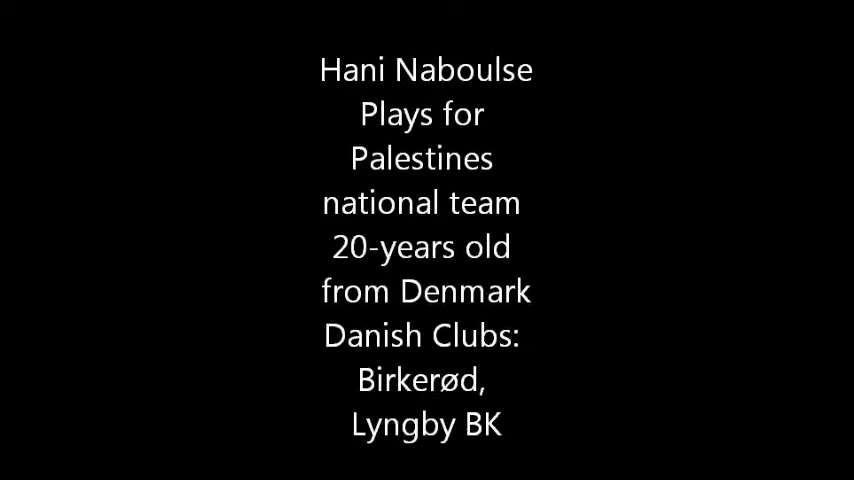 Hani Naboulse
Plays for
Palestines
national team
20-years old
from Denmark
Danish Clubs:
Birkerød,
Lyngby BK